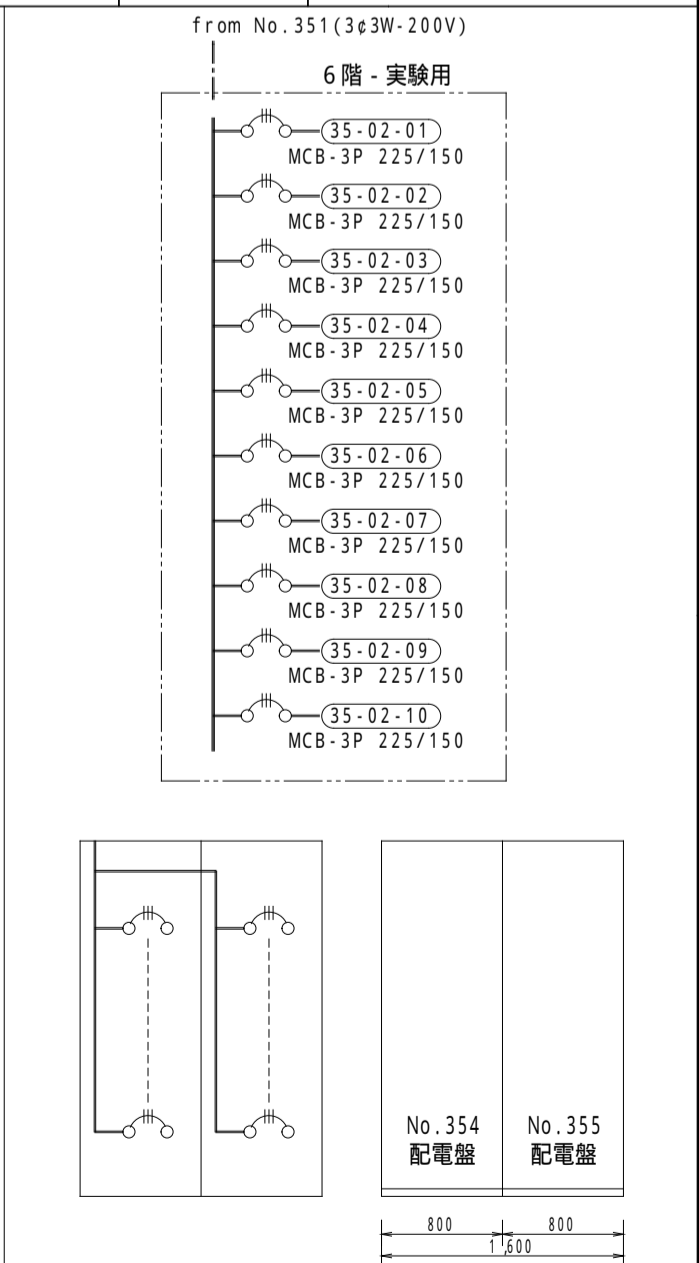 from No.351(3¢3W-200V)
6階-実験用
35-02-01
MCB-3P 225/150
35-02-02
MCB-3P 225/150
35-02-03
MCB-3P 225/150
35-02-04
MCB-3P 225/150
35-02-05
MCB-3P 225/150
35-02-06
MCB-3P 225/150
35-02-07
MCB-3P 225/150
35-02-08
MCB-3P 225/150
35-02-09
MCB-3P 225/150
35-02-10
MCB-3P 225/150
No.354
配電盤
No.355
配電盤
800
800
1,600